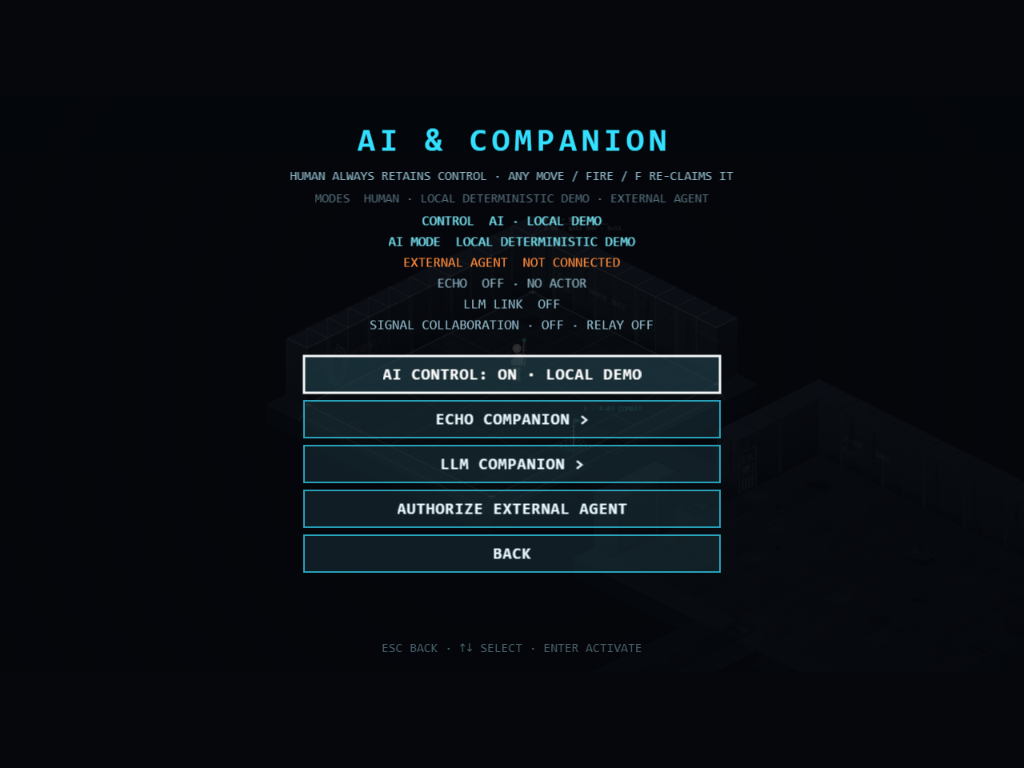 AI & COMPANION
HUMAN ALWAYS RETAINS CONTROL · ANY MOVE / FIRE / F RE-CLAIMS IT
MODES  HUMAN · LOCAL DETERMINISTIC DEMO · EXTERNAL AGENT
CONTROL  AI · LOCAL DEMO
AI MODE  LOCAL DETERMINISTIC DEMO
EXTERNAL AGENT  NOT CONNECTED
ECHO  OFF · NO ACTOR
LLM LINK  OFF
SIGNAL COLLABORATION · OFF · RELAY OFF
AI CONTROL: ON · LOCAL DEMO
ECHO COMPANION >
LLM COMPANION >
AUTHORIZE EXTERNAL AGENT
BACK
ESC BACK · ↑↓ SELECT · ENTER ACTIVATE